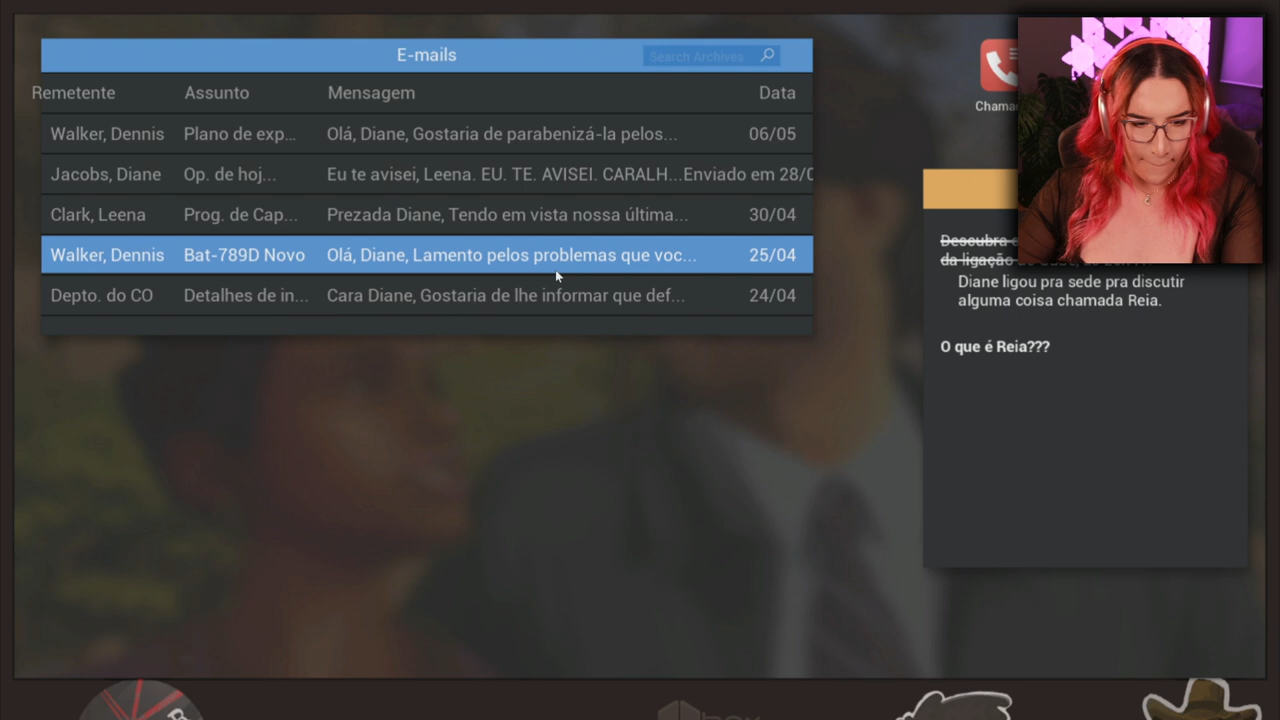 E-mails
Search Archives
Remetente Assunto Mensagem Data
Walker, Dennis Plano de exp... Olá, Diane, Gostaria de parabenizá-la pelos... 06/05
Jacobs, Diane Op. de hoj... Eu te avisei, Leena. EU. TE. AVISEI. CARALH...Enviado em 28/0
Clark, Leena Prog. de Cap... Prezada Diane, Tendo em vista nossa última... 30/04
Walker, Dennis Bat-789D Novo Olá, Diane, Lamento pelos problemas que voc... 25/04
Depto. do CO Detalhes de in... Cara Diane, Gostaria de lhe informar que def... 24/04
Chama
Descubra
da ligação
Diane ligou pra sede pra discutir
alguma coisa chamada Reia.
O que é Reia???